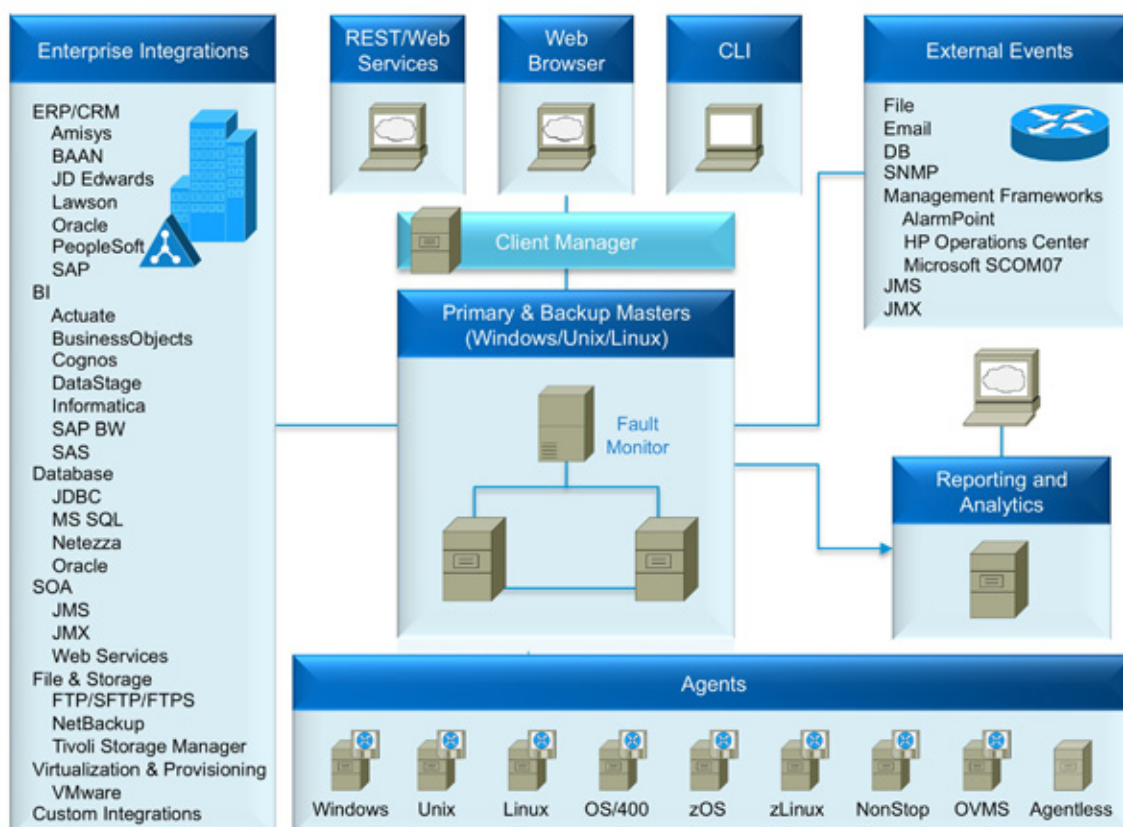 Enterprise Integrations
ERP/CRM
Amisys
BAAN
JD Edwards
Lawson
Oracle
PeopleSoft
SAP
BI
Actuate
BusinessObjects
Cognos
DataStage
Informatica
SAP BW
SAS
Database
JDBC
MS SQL
Netezza
Oracle
SOA
JMS
JMX
Web Services
File & Storage
FTP/SFTP/FTPS
NetBackup
Tivoli Storage Manager
Virtualization & Provisioning
VMware
Custom Integrations
REST/Web
Services
Web
Browser
CLI
Client Manager
Primary & Backup Masters
(Windows/Unix/Linux)
Fault
Monitor
External Events
File
Email
DB
SNMP
Management Frameworks
AlarmPoint
HP Operations Center
Microsoft SCOM07
JMS
JMX
Reporting and
Analytics
Agents
Windows
Unix
Linux
OS/400
zOS
zLinux
NonStop
OVMS
Agentless